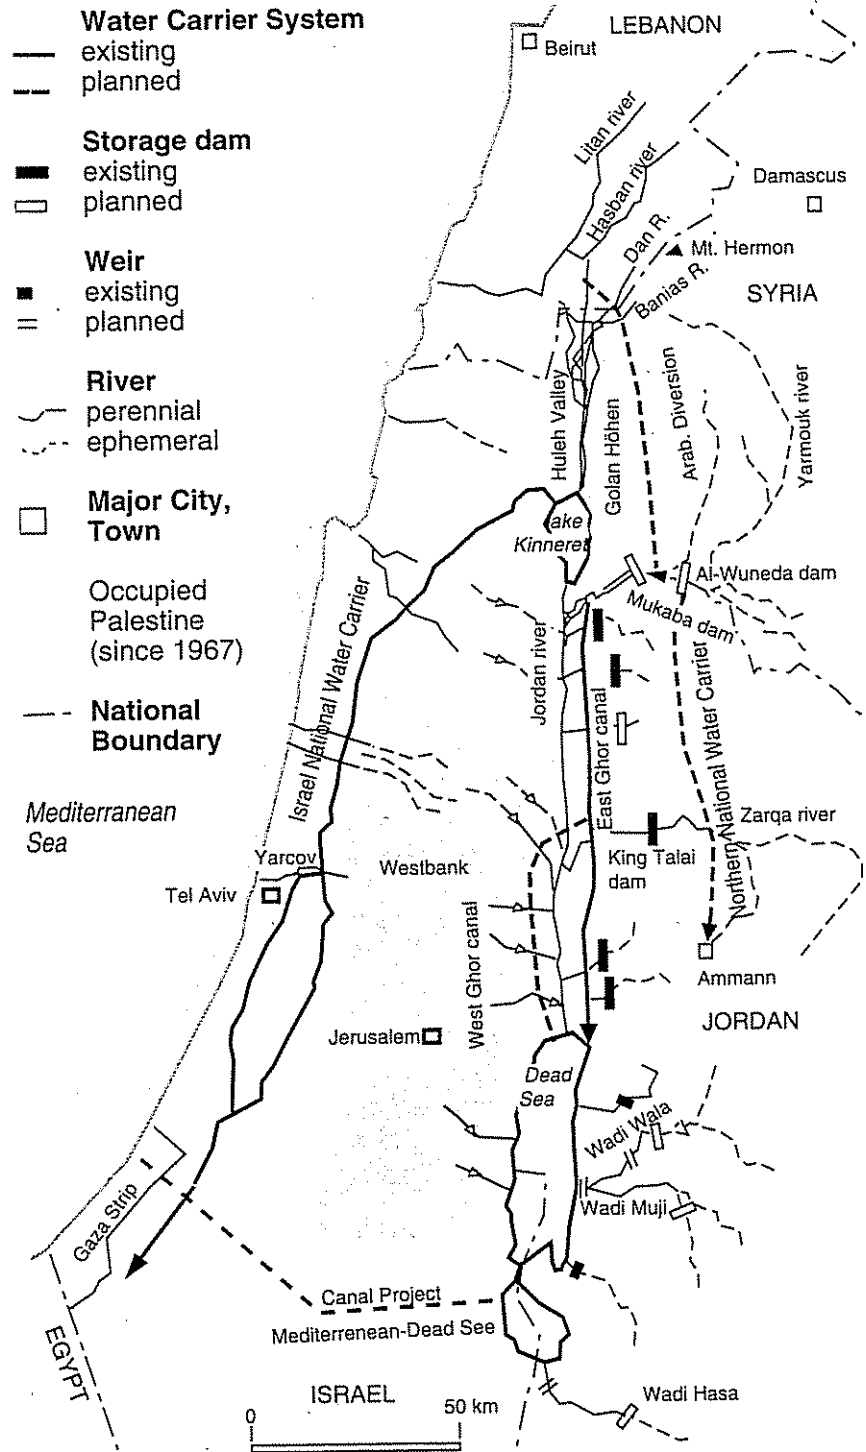 Water Carrier System
existing
planned
Storage dam
existing
planned
Weir
existing
planned
River
perennial
ephemeral
Major City,
Town
Occupied
Palestine
(since 1967)
National
Boundary
Mediterranean
Sea
LEBANON
Beirut
Litan river
Hasban river
Damascus
Dan R.
Mt. Hermon
Banias R.
SYRIA
Huleh Valley
Golan Höhen
Arab. Diversion
Yarmouk river
ake
Kinneret
Al-Wuneda dam
Mukaba dam
Israel National Water Carrier
Jordan river
East Ghor canal
Northern National Water Carrier
Zarqa river
King Talai
dam
Yarcov
Westbank
Tel Aviv
West Ghor canal
Ammann
Jerusalem
JORDAN
Dead
Sea
Wadi Wala
Wadi Muji
Gaza Strip
Canal Project
Mediterrenean-Dead See
EGYPT
ISRAEL
Wadi Hasa
0
50 km